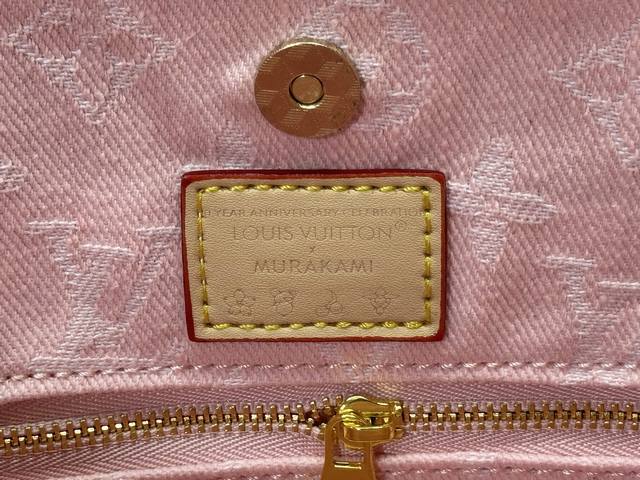 YEAR ANNIVERSARY CELEBRATION
LOUIS VUITTON®
×
MURAKAMI